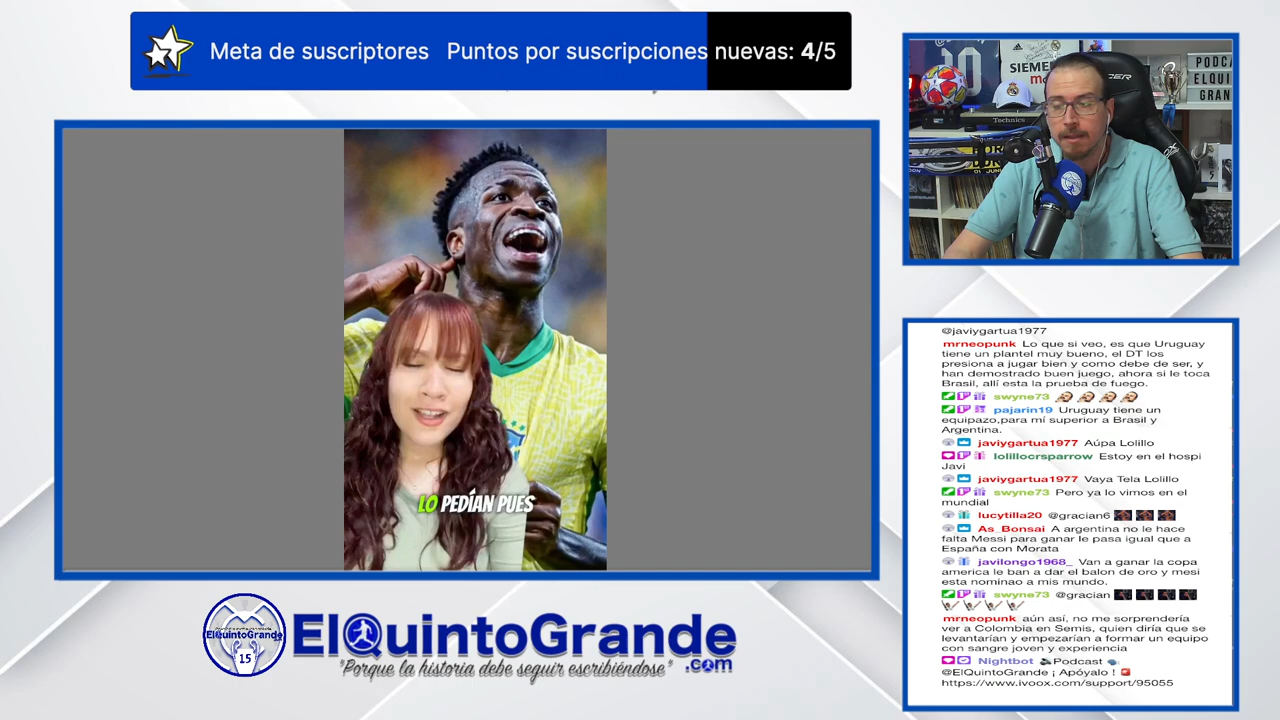 Meta de suscriptores Puntos por suscripciones nuevas: 4/5
10
SIEMENS
Technics
PODCA
ELQUI
GRAN
LO PEDÍAN PUES
@javiygartua1977
mrneopunk Lo que si veo, es que Uruguay
tiene un plantel muy bueno, el DT los
presiona a jugar bien y como debe de ser, y
han demostrado buen juego, ahora si le toca
Brasil, allí esta la prueba de fuego.
swyne73
pajarin19 Uruguay tiene un
equipazo,para mí superior a Brasil y
Argentina.
javiygartua1977 Aúpa Lolillo
lolillocrsparrow Estoy en el hospi
Javi
javiygartua1977 Vaya Tela Lolillo
swyne73 Pero ya lo vimos en el
mundial
lucytilla20 @gracian6
As_Bonsai A argentina no le hace
falta Messi para ganar le pasa igual que a
España con Morata
javilongo1968_ Van a ganar la copa
america le ban a dar el balon de oro y mesi
esta nominao a mis mundo.
swyne73 @gracian
mrneopunk aún así, no me sorprendería
ver a Colombia en Semis, quien diría que se
levantarían y empezarían a formar un equipo
con sangre joven y experiencia
Nightbot Podcast
@ElQuintoGrande ¡ Apóyalo !
https://www.ivoox.com/support/95055
ElQuintoGrande
15
ElQuintoGrande
.com
"Porque la historia debe seguir escribiéndose"